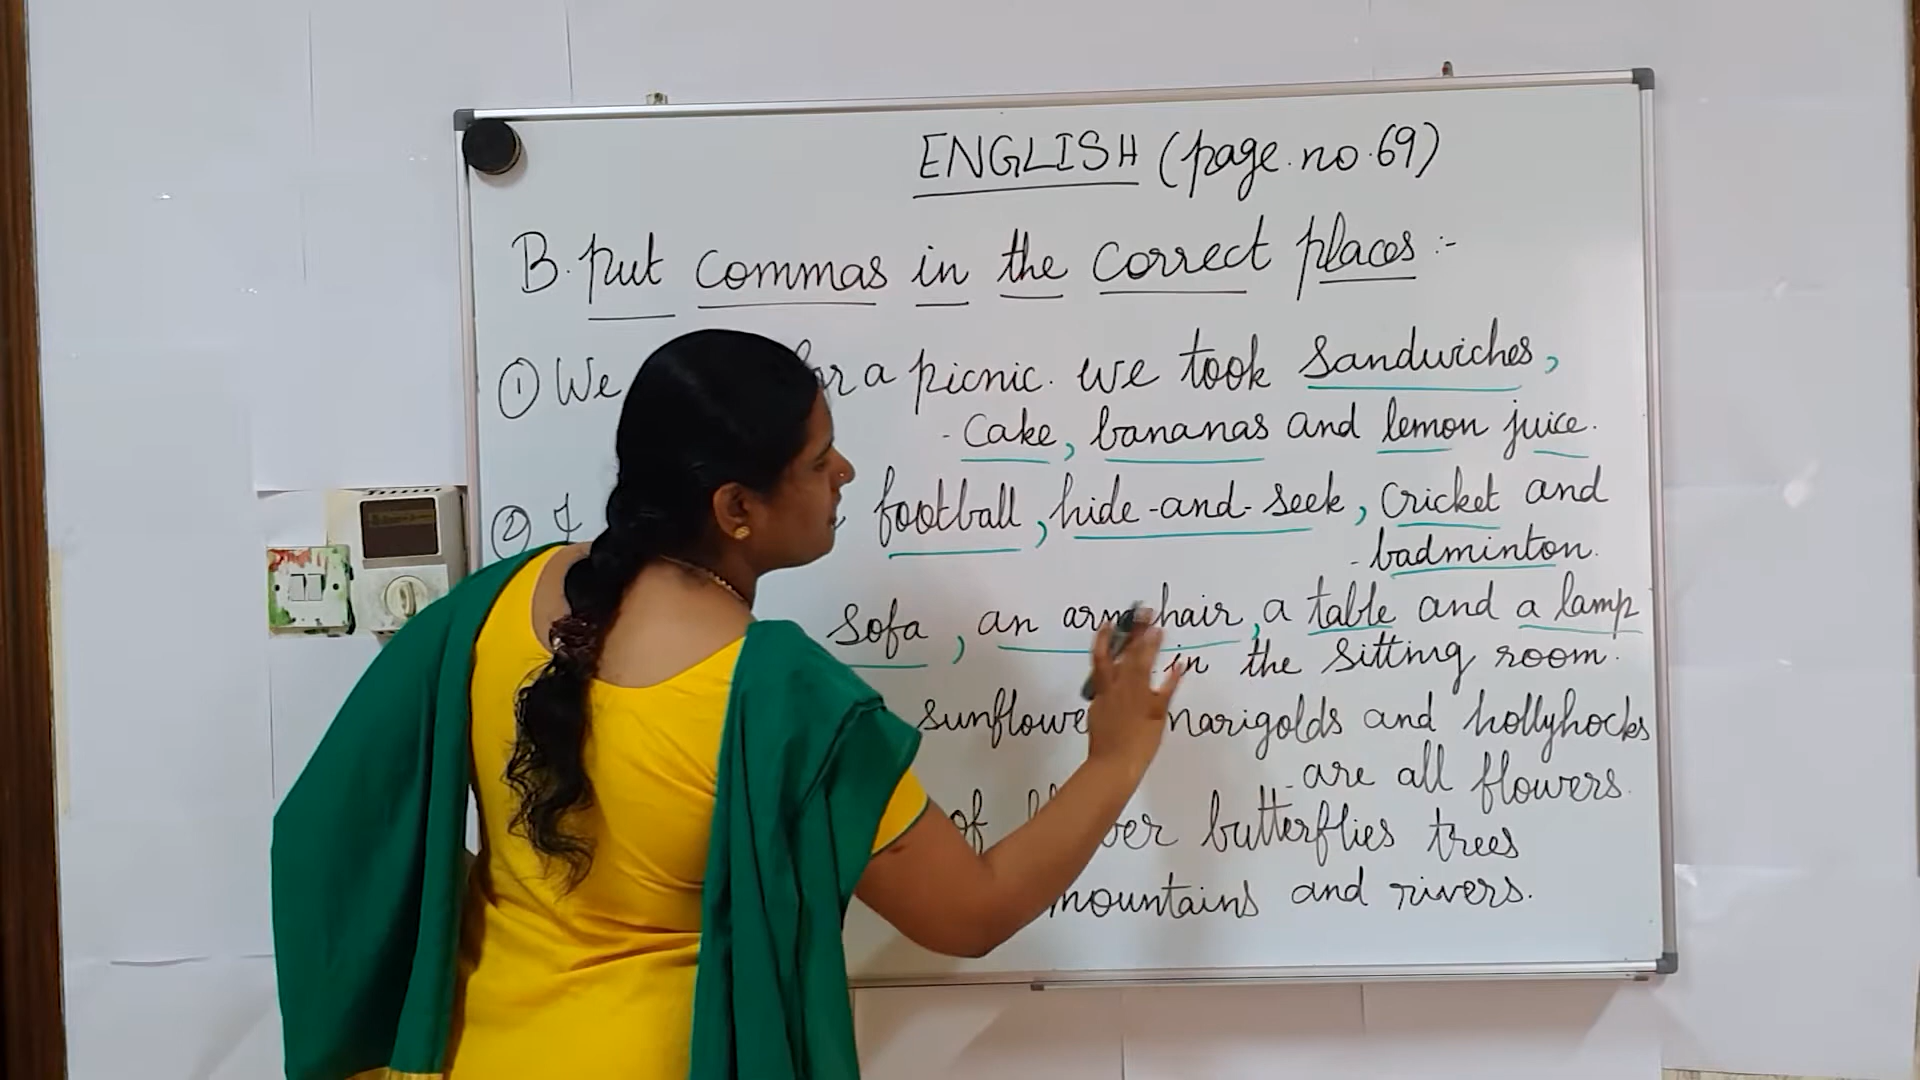 ENGLISH (page.no.69)
B. Put commas in the correct places :-
① We a picnic. we took sandwiches,
- cake, bananas and lemon juice.
② I football, hide-and-seek, cricket and
- badminton.
sofa, an armchair, a table and a lamp
in the sitting room.
marigolds and hollyhocks
- are all flowers.
of butterflies trees
mountains and rivers.